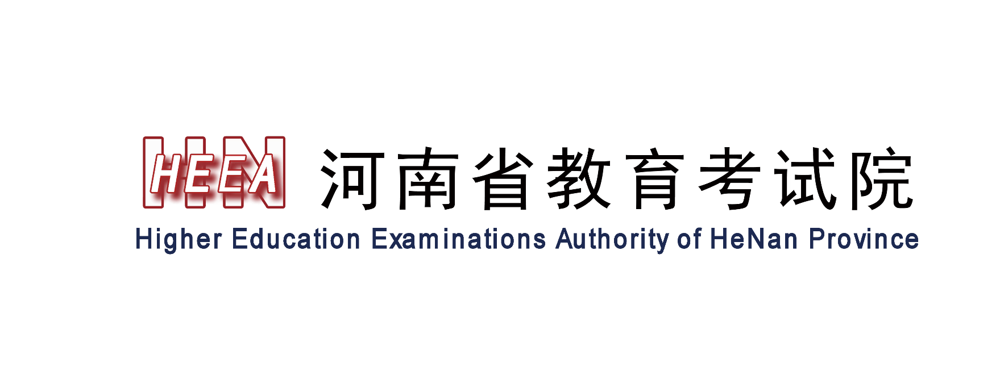 HN
HEEA
河南省教育考试院
Higher Education Examinations Authority of HeNan Province